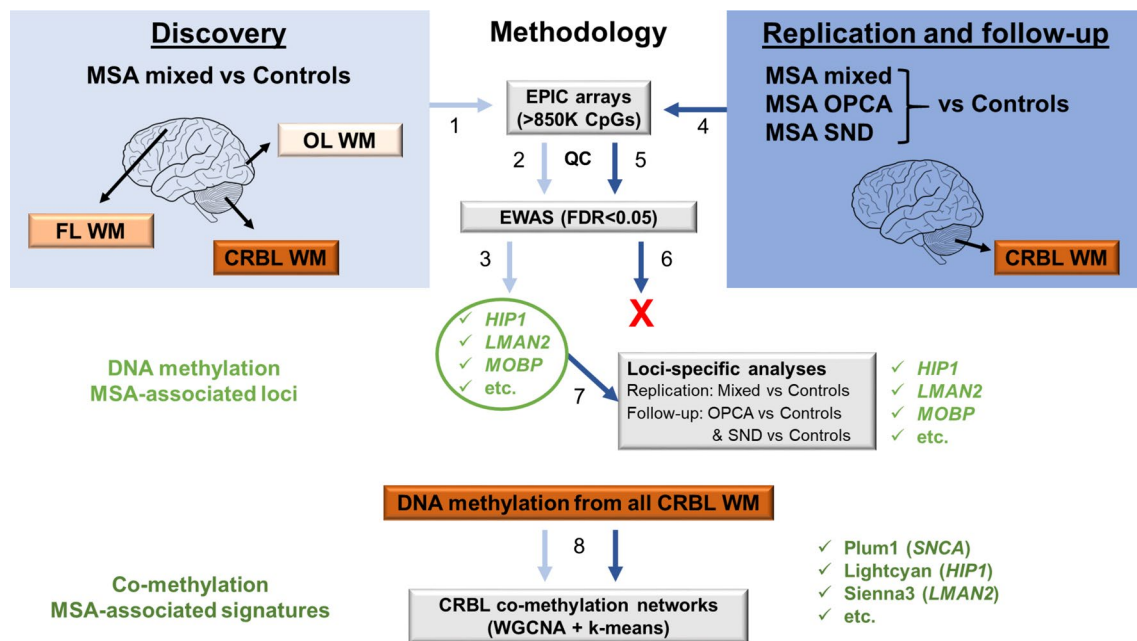 Discovery
MSA mixed vs Controls
OL WM
FL WM
CRBL WM
Methodology
EPIC arrays
(>850K CpGs)
1
4
2
QC
5
EWAS (FDR<0.05)
3
6
X
Replication and follow-up
MSA mixed
MSA OPCA
MSA SND
vs Controls
CRBL WM
DNA methylation
MSA-associated loci
✓ HIP1
✓ LMAN2
✓ MOBP
✓ etc.
7
Loci-specific analyses
Replication: Mixed vs Controls
Follow-up: OPCA vs Controls
& SND vs Controls
✓ HIP1
✓ LMAN2
✓ MOBP
✓ etc.
DNA methylation from all CRBL WM
8
Co-methylation
MSA-associated signatures
CRBL co-methylation networks
(WGCNA + k-means)
✓ Plum1 (SNCA)
✓ Lightcyan (HIP1)
✓ Sienna3 (LMAN2)
✓ etc.